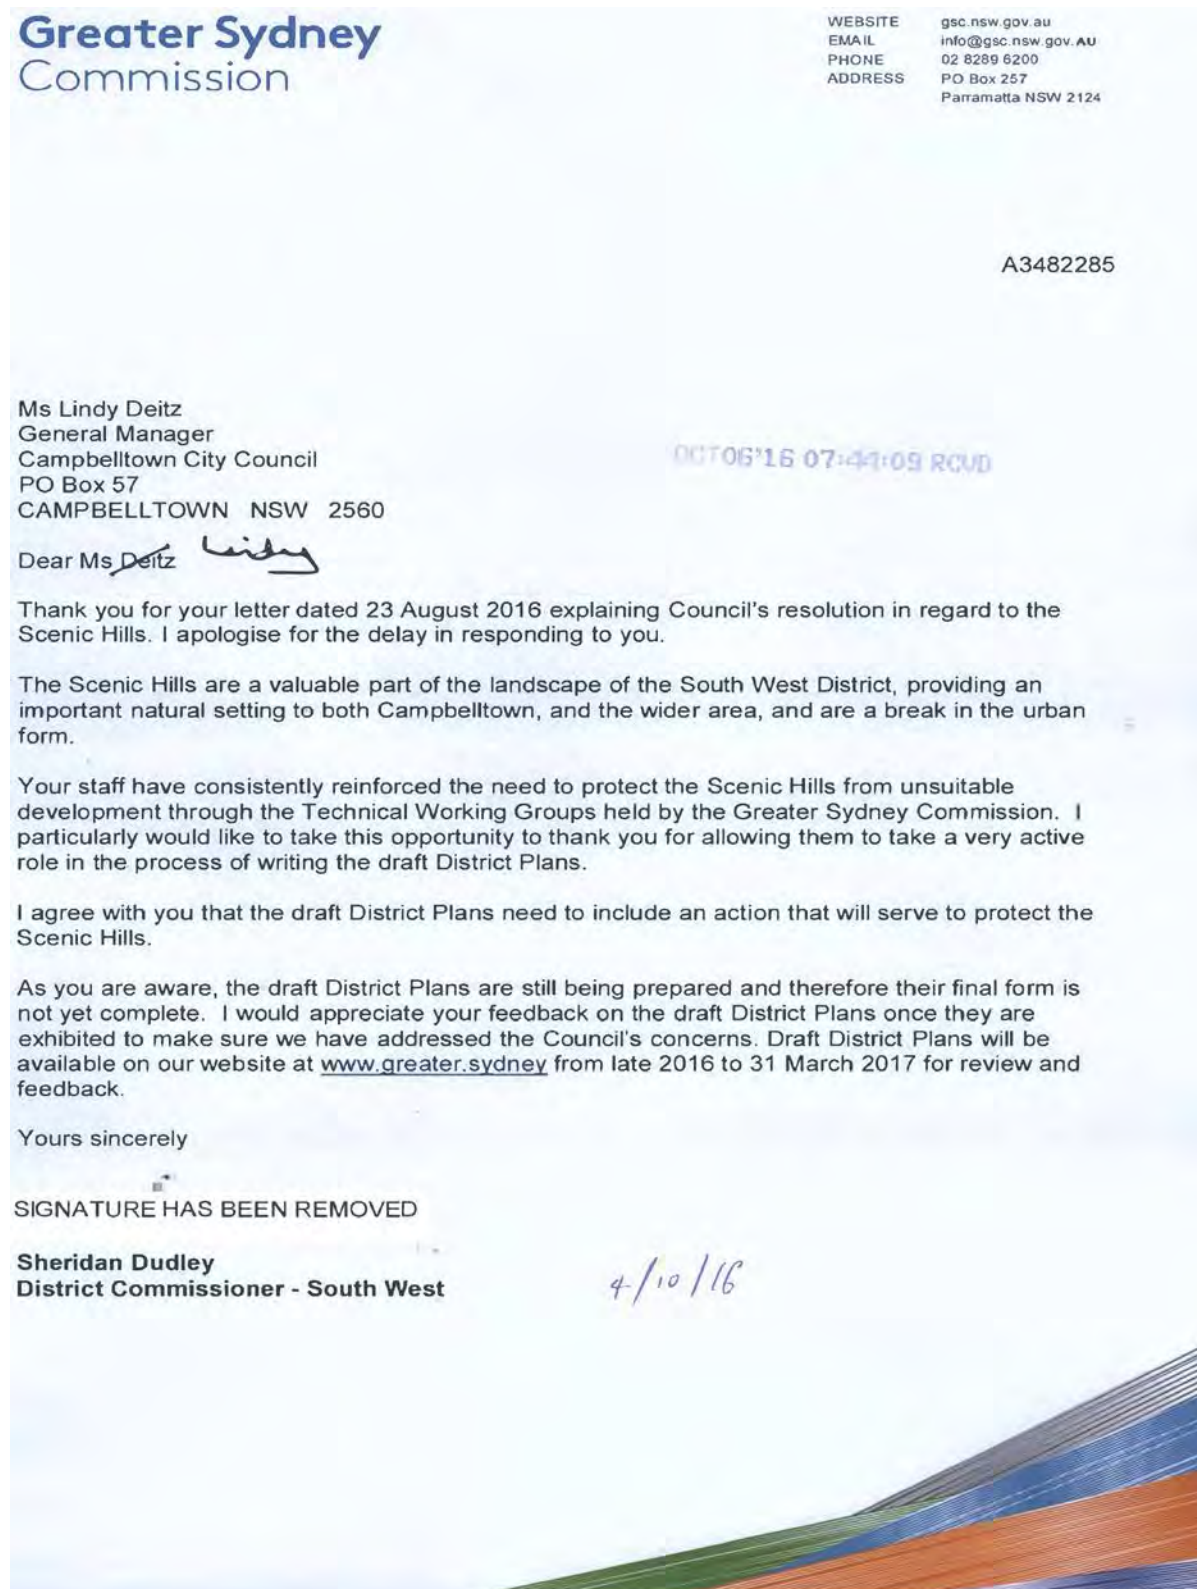 Greater Sydney
Commission
WEBSITE gsc.nsw.gov.au
EMAIL info@gsc.nsw.gov.AU
PHONE 02 8289 6200
ADDRESS PO Box 257
Parramatta NSW 2124
A3482285
Ms Lindy Deitz
General Manager
Campbelltown City Council
PO Box 57
CAMPBELLTOWN NSW 2560
OCT06'16 07:44:09 RCVD
Dear Ms Deitz Lindy
Thank you for your letter dated 23 August 2016 explaining Council's resolution in regard to the
Scenic Hills. I apologise for the delay in responding to you.
The Scenic Hills are a valuable part of the landscape of the South West District, providing an
important natural setting to both Campbelltown, and the wider area, and are a break in the urban
form.
Your staff have consistently reinforced the need to protect the Scenic Hills from unsuitable
development through the Technical Working Groups held by the Greater Sydney Commission. I
particularly would like to take this opportunity to thank you for allowing them to take a very active
role in the process of writing the draft District Plans.
I agree with you that the draft District Plans need to include an action that will serve to protect the
Scenic Hills.
As you are aware, the draft District Plans are still being prepared and therefore their final form is
not yet complete. I would appreciate your feedback on the draft District Plans once they are
exhibited to make sure we have addressed the Council's concerns. Draft District Plans will be
available on our website at www.greater.sydney from late 2016 to 31 March 2017 for review and
feedback.
Yours sincerely
SIGNATURE HAS BEEN REMOVED
Sheridan Dudley
District Commissioner - South West
4/10/16